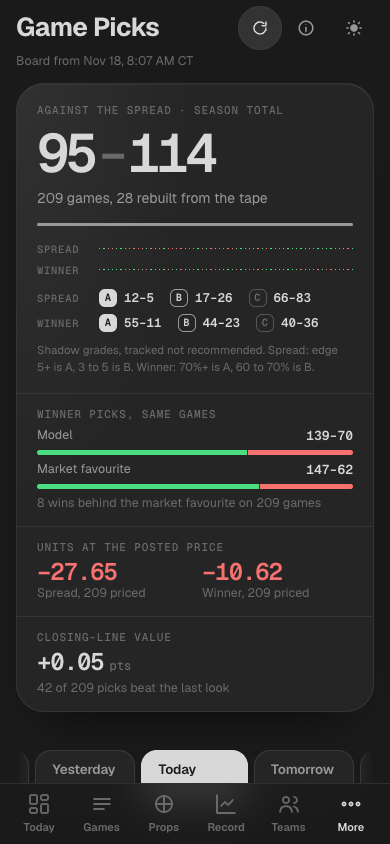 Game Picks
Board from Nov 18, 8:07 AM CT
AGAINST THE SPREAD · SEASON TOTAL
95–114
209 games, 28 rebuilt from the tape
SPREAD
WINNER
SPREAD A 12–5 B 17–26 C 66–83
WINNER A 55–11 B 44–23 C 40–36
Shadow grades, tracked not recommended. Spread: edge
5+ is A, 3 to 5 is B. Winner: 70%+ is A, 60 to 70% is B.
WINNER PICKS, SAME GAMES
Model 139–70
Market favourite 147–62
8 wins behind the market favourite on 209 games
UNITS AT THE POSTED PRICE
−27.65 −10.62
Spread, 209 priced Winner, 209 priced
CLOSING-LINE VALUE
+0.05 pts
42 of 209 picks beat the last look
Yesterday Today Tomorrow
Today Games Props Record Teams More